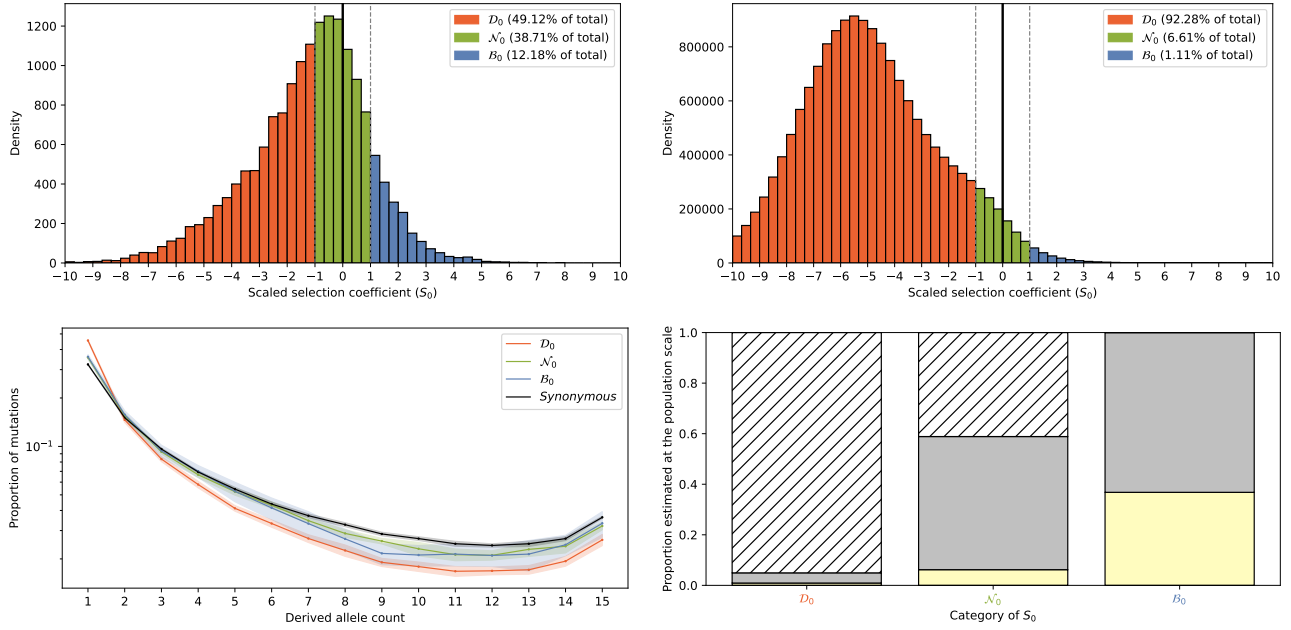 1200
1000
800
600
400
200
0
Density
−10 −9 −8 −7 −6 −5 −4 −3 −2 −1 0 1 2 3 4 5 6 7 8 9 10
Scaled selection coefficient (S₀)
𝒟₀ (49.12% of total)
𝒩₀ (38.71% of total)
ℬ₀ (12.18% of total)
800000
600000
400000
200000
0
Density
−10 −9 −8 −7 −6 −5 −4 −3 −2 −1 0 1 2 3 4 5 6 7 8 9 10
Scaled selection coefficient (S₀)
𝒟₀ (92.28% of total)
𝒩₀ (6.61% of total)
ℬ₀ (1.11% of total)
10⁻¹
Proportion of mutations
1 2 3 4 5 6 7 8 9 10 11 12 13 14 15
Derived allele count
𝒟₀
𝒩₀
ℬ₀
Synonymous
1.0
0.8
0.6
0.4
0.2
0.0
Proportion estimated at the population scale
𝒟₀ 𝒩₀ ℬ₀
Category of S₀